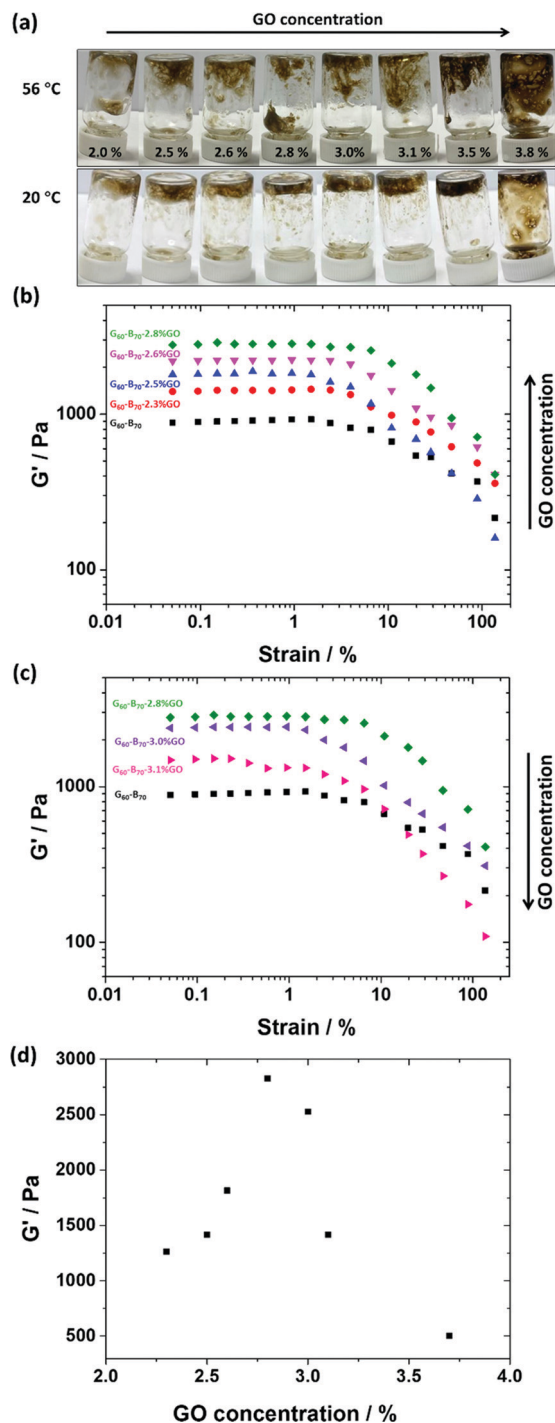 (a)
GO concentration
56 °C
2.0 % 2.5 % 2.6 % 2.8 % 3.0% 3.1 % 3.5 % 3.8 %
20 °C
(b)
G60-B70-2.8%GO
G60-B70-2.6%GO
G60-B70-2.5%GO
G60-B70-2.3%GO
G60-B70
1000
100
G' / Pa
GO concentration
0.01 0.1 1 10 100
Strain / %
(c)
G60-B70-2.8%GO
G60-B70-3.0%GO
G60-B70-3.1%GO
G60-B70
1000
100
G' / Pa
GO concentration
0.01 0.1 1 10 100
Strain / %
(d)
3000
2500
2000
1500
1000
500
G' / Pa
2.0 2.5 3.0 3.5 4.0
GO concentration / %